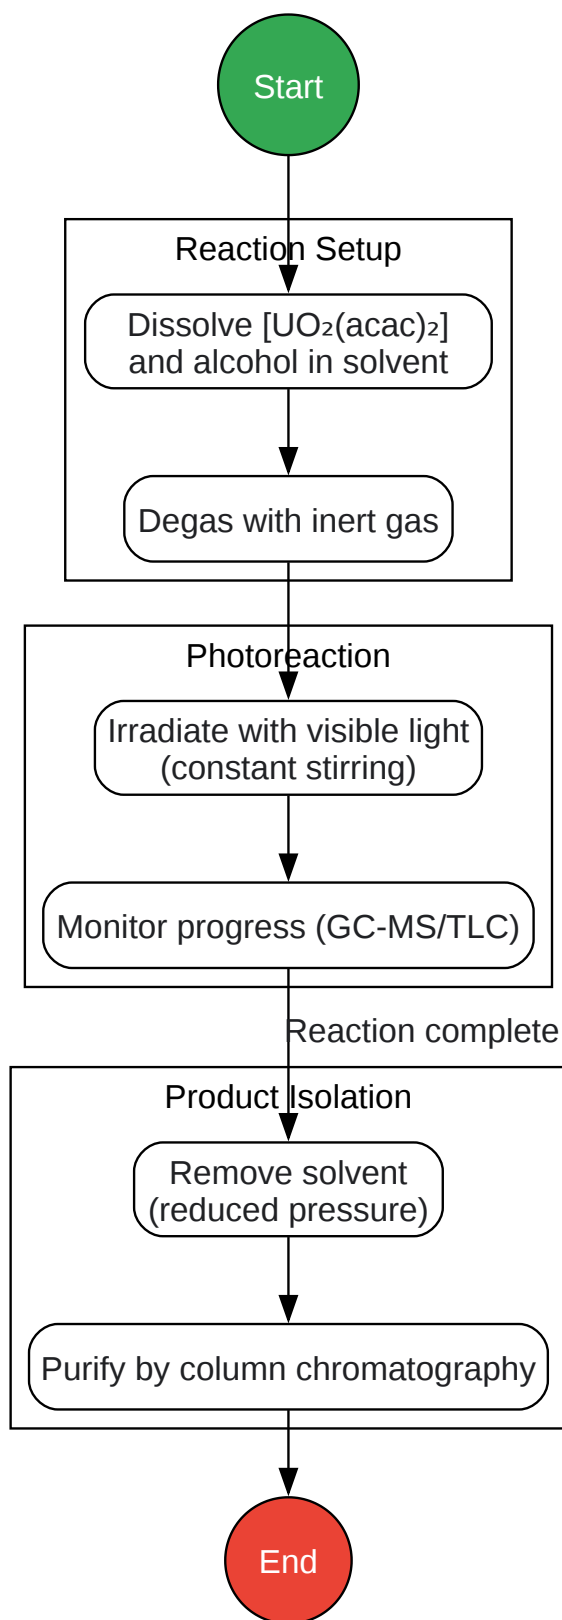 Start
Reaction Setup
Dissolve [UO₂(acac)₂]
and alcohol in solvent
Degas with inert gas
Photoreaction
Irradiate with visible light
(constant stirring)
Monitor progress (GC-MS/TLC)
Reaction complete
Product Isolation
Remove solvent
(reduced pressure)
Purify by column chromatography
End